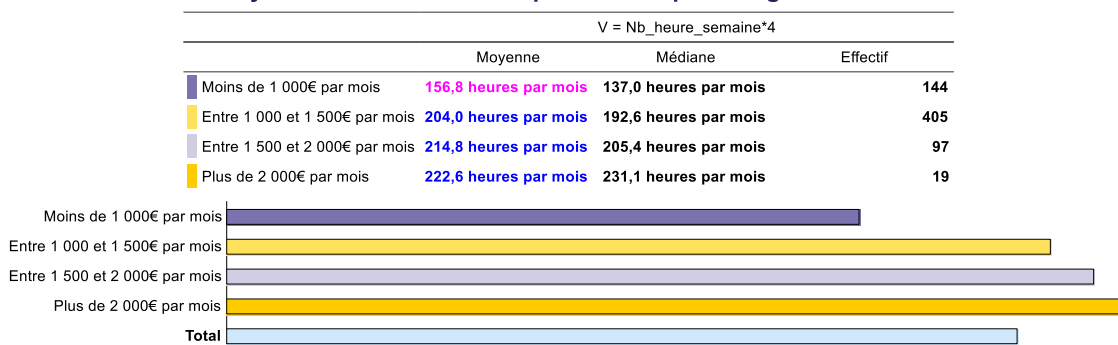 V = Nb_heure_semaine*4
Moyenne Médiane Effectif
Moins de 1 000€ par mois 156,8 heures par mois 137,0 heures par mois 144
Entre 1 000 et 1 500€ par mois 204,0 heures par mois 192,6 heures par mois 405
Entre 1 500 et 2 000€ par mois 214,8 heures par mois 205,4 heures par mois 97
Plus de 2 000€ par mois 222,6 heures par mois 231,1 heures par mois 19
Moins de 1 000€ par mois
Entre 1 000 et 1 500€ par mois
Entre 1 500 et 2 000€ par mois
Plus de 2 000€ par mois
Total